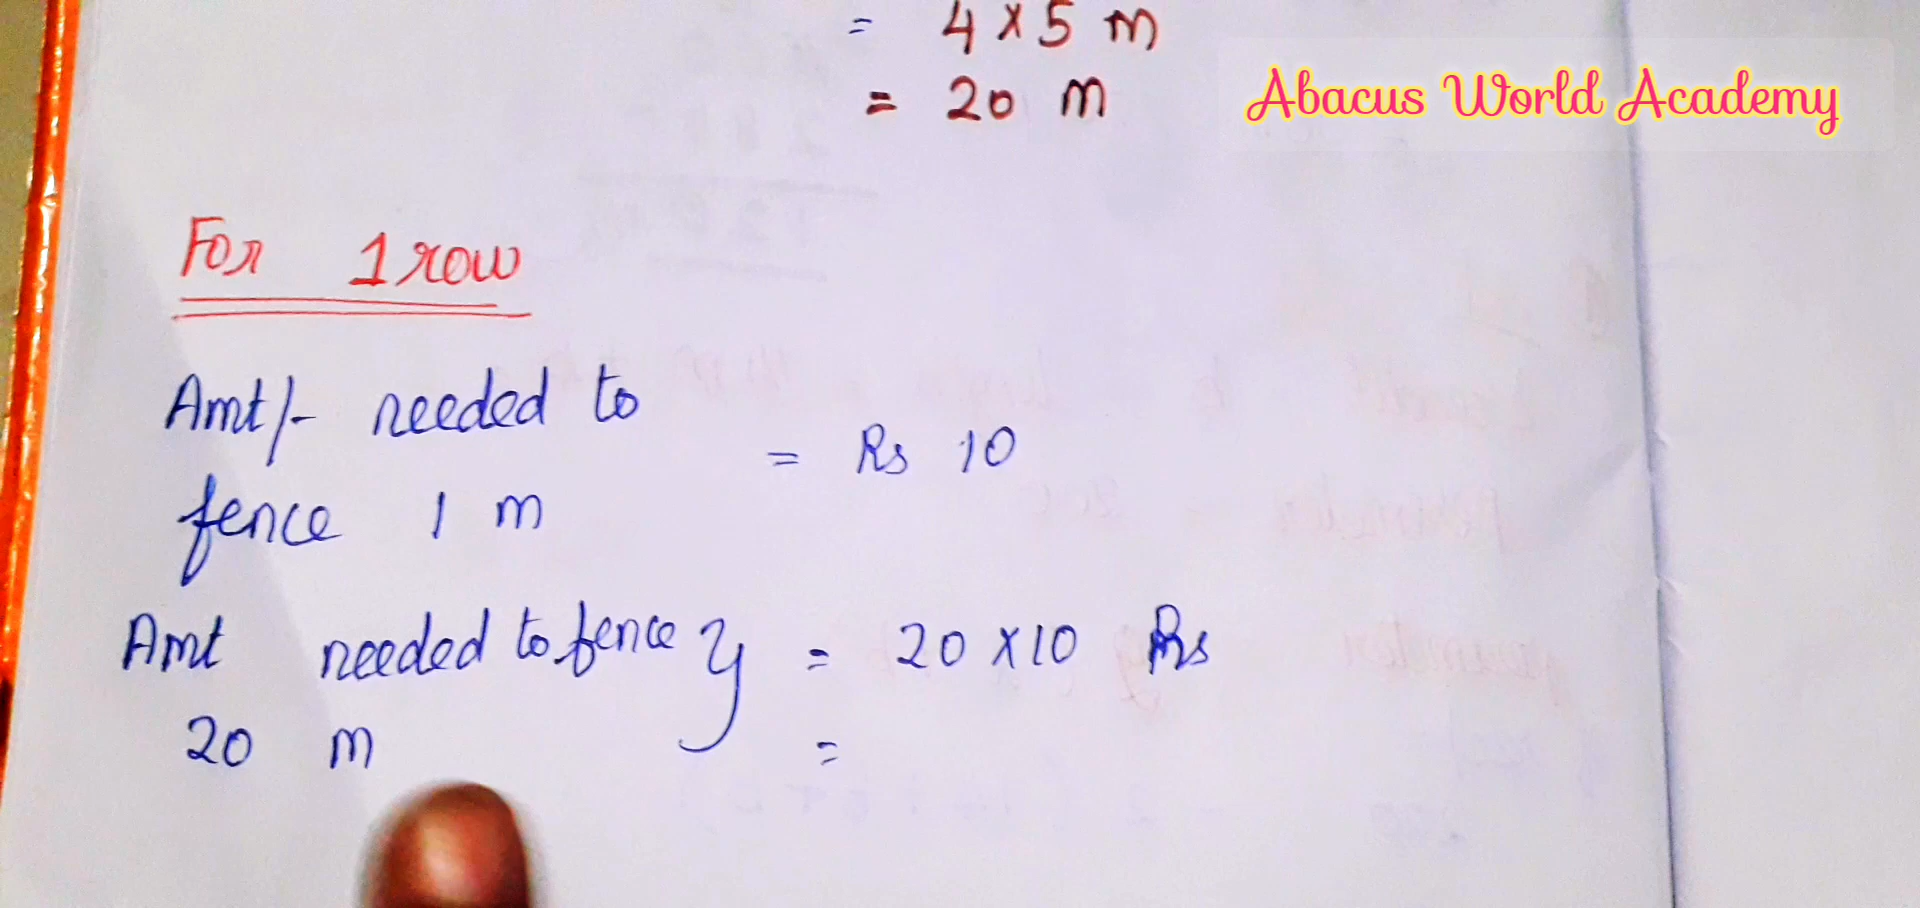 = 4 x 5 m
= 20 m
Abacus World Academy
For 1 row
Amt/- needed to
fence 1 m = Rs 10
Amt needed to fence } = 20 x 10 Rs
20 m =